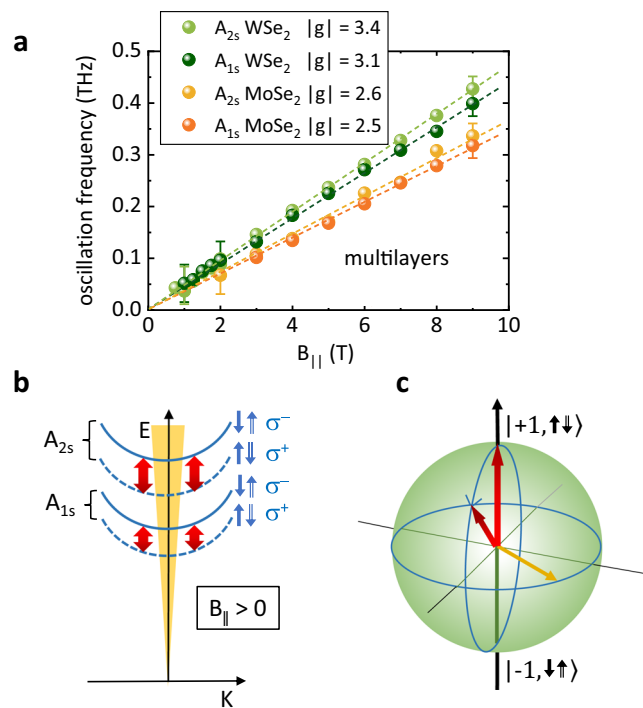 a
A₂ₛ WSe₂ |g| = 3.4
A₁ₛ WSe₂ |g| = 3.1
A₂ₛ MoSe₂ |g| = 2.6
A₁ₛ MoSe₂ |g| = 2.5
oscillation frequency (THz)
0.5
0.4
0.3
0.2
0.1
0.0
multilayers
0 2 4 6 8 10
B|| (T)
b
E
A₂ₛ
↓⇑ σ⁻
↑⇓ σ⁺
A₁ₛ
↓⇑ σ⁻
↑⇓ σ⁺
B∥ > 0
K
c
|+1,↑⇓⟩
|-1,↓⇑⟩